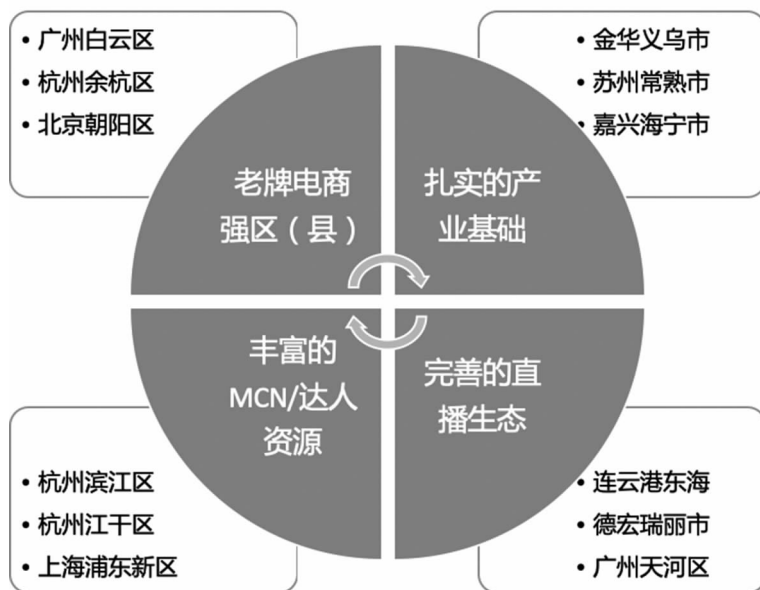 广州白云区
杭州余杭区
北京朝阳区
金华义乌市
苏州常熟市
嘉兴海宁市
老牌电商
强区（县）
扎实的产
业基础
丰富的
MCN/达人
资源
完善的直
播生态
杭州滨江区
杭州江干区
上海浦东新区
连云港东海
德宏瑞丽市
广州天河区